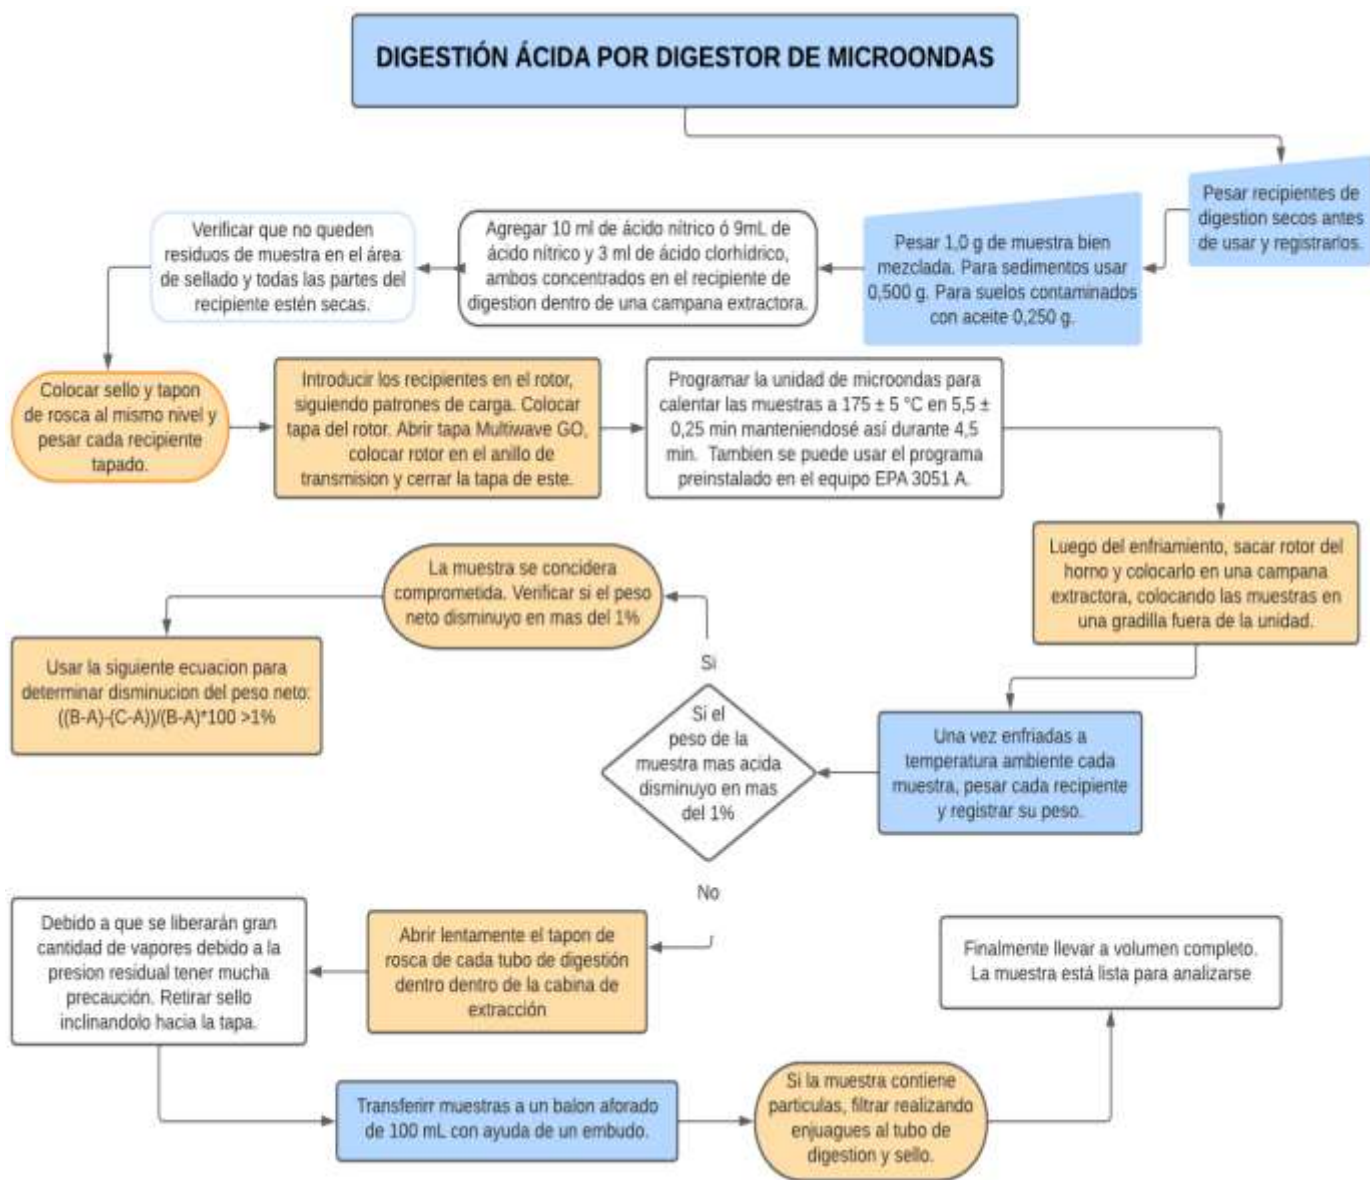 DIGESTIÓN ÁCIDA POR DIGESTOR DE MICROONDAS
Pesar recipientes de
digestion secos antes
de usar y registrarlos.
Pesar 1,0 g de muestra bien
mezclada. Para sedimentos usar
0,500 g. Para suelos contaminados
con aceite 0,250 g.
Agregar 10 ml de ácido nítrico ó 9mL de
ácido nítrico y 3 ml de ácido clorhídrico,
ambos concentrados en el recipiente de
digestion dentro de una campana extractora.
Verificar que no queden
residuos de muestra en el área
de sellado y todas las partes del
recipiente estén secas.
Colocar sello y tapon
de rosca al mismo nivel y
pesar cada recipiente
tapado.
Introducir los recipientes en el rotor,
siguiendo patrones de carga. Colocar
tapa del rotor. Abrir tapa Multiwave GO,
colocar rotor en el anillo de
transmision y cerrar la tapa de este.
Programar la unidad de microondas para
calentar las muestras a 175 ± 5 °C en 5,5 ±
0,25 min manteniendosé así durante 4,5
min. Tambien se puede usar el programa
preinstalado en el equipo EPA 3051 A.
Luego del enfriamiento, sacar rotor del
horno y colocarlo en una campana
extractora, colocando las muestras en
una gradilla fuera de la unidad.
Una vez enfriadas a
temperatura ambiente cada
muestra, pesar cada recipiente
y registrar su peso.
Si el
peso de la
muestra mas acida
disminuyo en mas
del 1%
Si
La muestra se concidera
comprometida. Verificar si el peso
neto disminuyo en mas del 1%
Usar la siguiente ecuacion para
determinar disminucion del peso neto:
((B-A)-(C-A))/(B-A)*100 >1%
No
Abrir lentamente el tapon de
rosca de cada tubo de digestión
dentro dentro de la cabina de
extracción
Debido a que se liberarán gran
cantidad de vapores debido a la
presion residual tener mucha
precaución. Retirar sello
inclinandolo hacia la tapa.
Transferirr muestras a un balon aforado
de 100 mL con ayuda de un embudo.
Si la muestra contiene
particulas, filtrar realizando
enjuagues al tubo de
digestion y sello.
Finalmente llevar a volumen completo.
La muestra está lista para analizarse